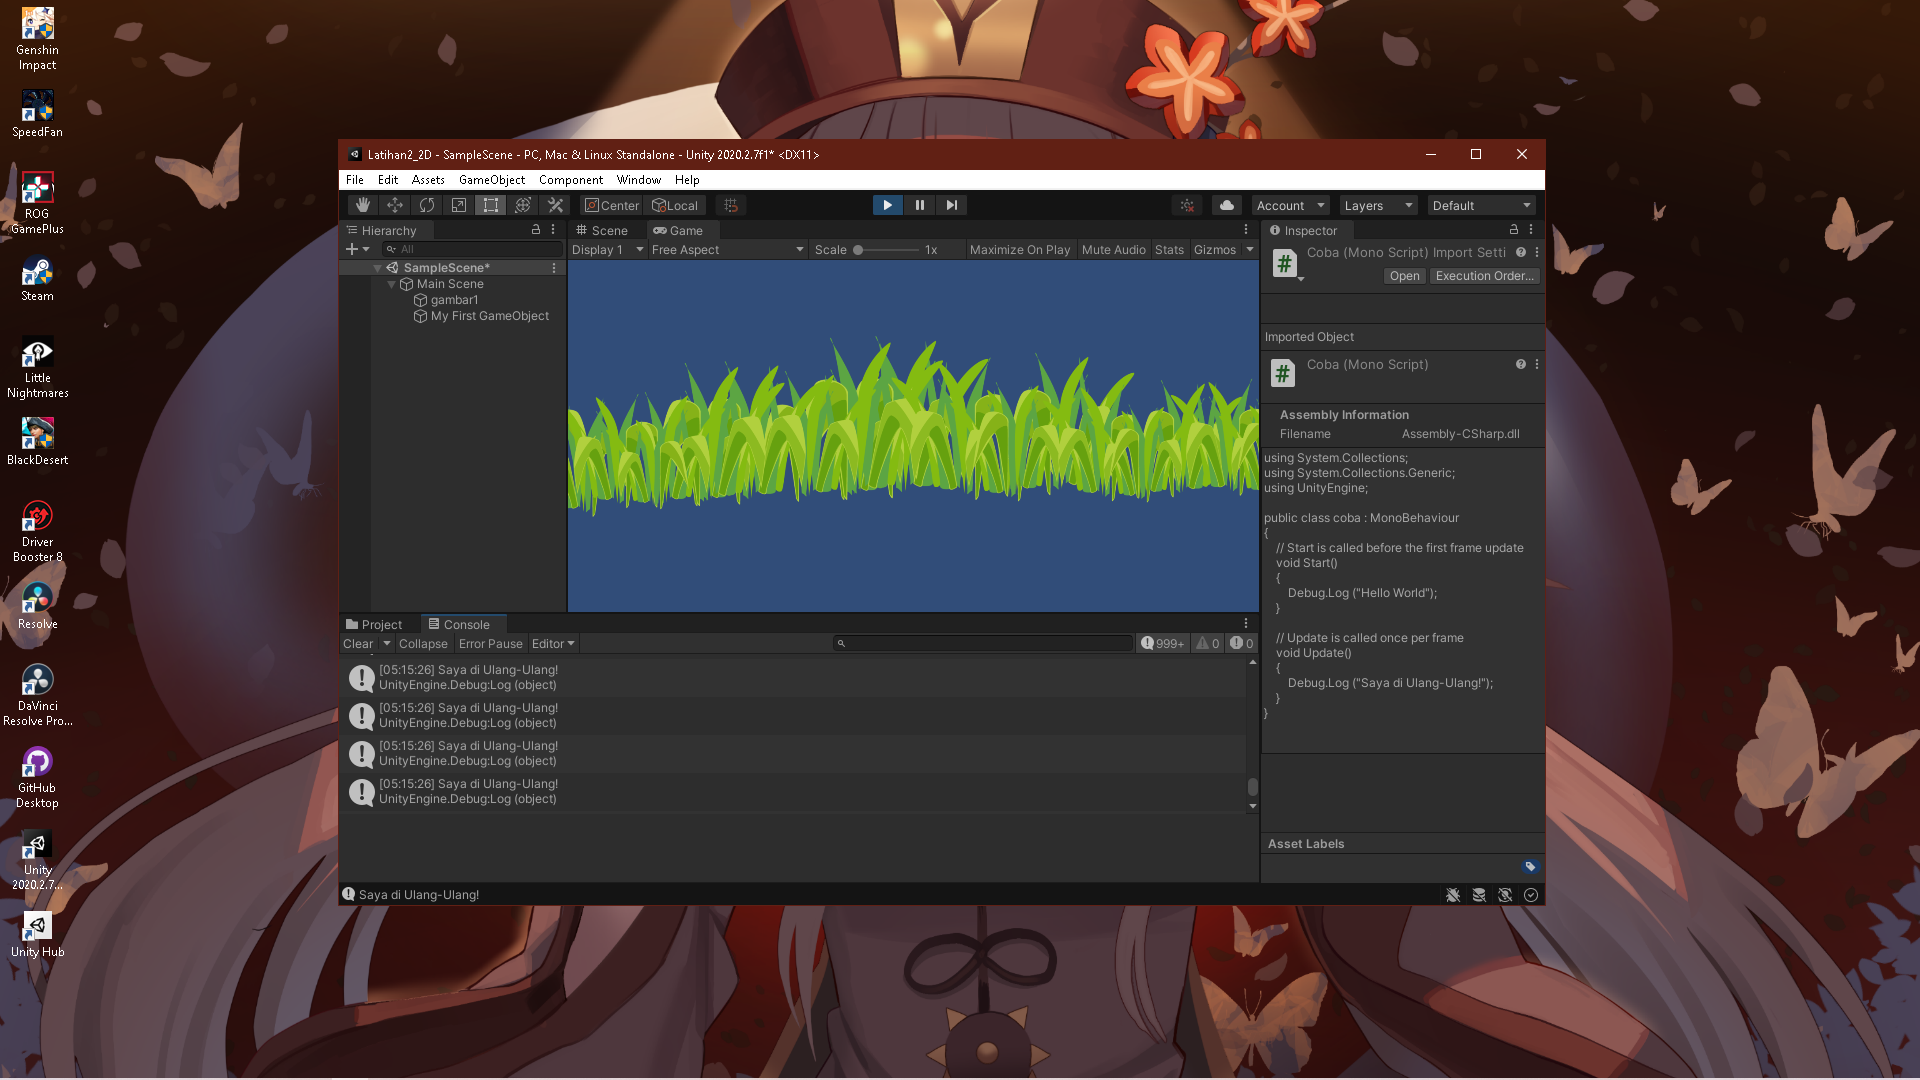 Genshin
Impact
SpeedFan
ROG
GamePlus
Steam
Little
Nightmares
BlackDesert
Driver
Booster 8
Resolve
DaVinci
Resolve Pro...
GitHub
Desktop
Unity
2020.2.7...
Unity Hub
Latihan2_2D - SampleScene - PC, Mac & Linux Standalone - Unity 2020.2.7f1* <DX11>
File Edit Assets GameObject Component Window Help
Center Local Account Layers Default
Hierarchy
All
SampleScene*
Main Scene
gambar1
My First GameObject
Scene Game
Display 1 Free Aspect Scale 1x Maximize On Play Mute Audio Stats Gizmos
Inspector
Coba (Mono Script) Import Setti
Open Execution Order...
Imported Object
Coba (Mono Script)
Assembly Information
Filename Assembly-CSharp.dll
using System.Collections;
using System.Collections.Generic;
using UnityEngine;
public class coba : MonoBehaviour
{
// Start is called before the first frame update
void Start()
{
Debug.Log ("Hello World");
}
// Update is called once per frame
void Update()
{
Debug.Log ("Saya di Ulang-Ulang!");
}
}
Asset Labels
Project Console
Clear Collapse Error Pause Editor 999+ 0 0
[05:15:26] Saya di Ulang-Ulang!
UnityEngine.Debug:Log (object)
[05:15:26] Saya di Ulang-Ulang!
UnityEngine.Debug:Log (object)
[05:15:26] Saya di Ulang-Ulang!
UnityEngine.Debug:Log (object)
[05:15:26] Saya di Ulang-Ulang!
UnityEngine.Debug:Log (object)
Saya di Ulang-Ulang!